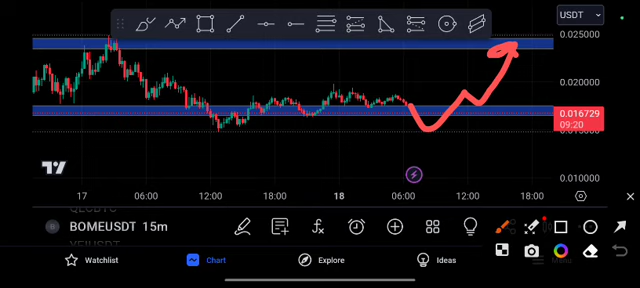 USDT
0.025000
0.020000
0.016729
09:20
0.010000
17 06:00 12:00 18:00 18 06:00 12:00 18:00
BOMEUSDT 15m
Watchlist Chart Explore Ideas